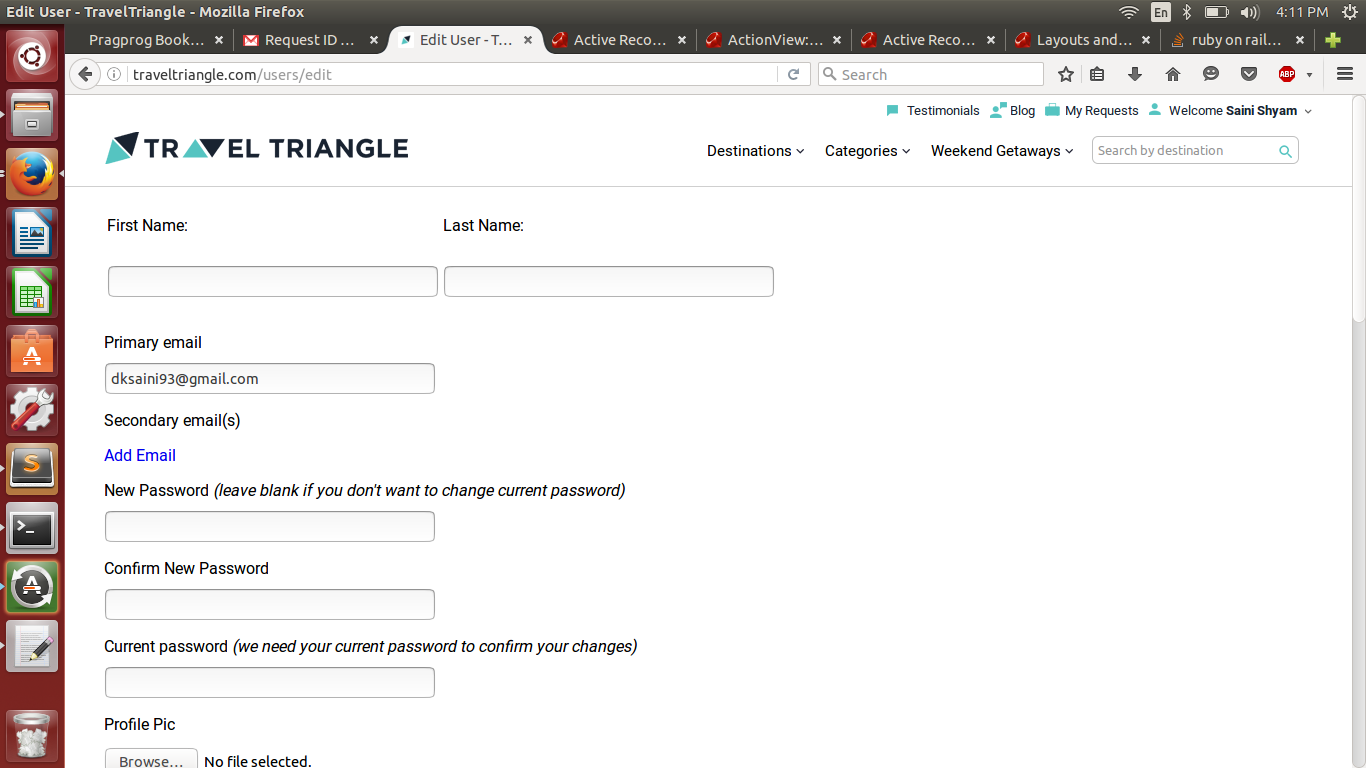 Edit User - TravelTriangle - Mozilla Firefox
En 4:11 PM
Pragprog Book... Request ID ... Edit User - T... Active Reco... ActionView:... Active Reco... Layouts and... ruby on rail...
traveltriangle.com/users/edit Search ABP
Testimonials Blog My Requests Welcome Saini Shyam
TRAVEL TRIANGLE
Destinations Categories Weekend Getaways Search by destination
First Name: Last Name:
Primary email
dksaini93@gmail.com
Secondary email(s)
Add Email
New Password (leave blank if you don't want to change current password)
Confirm New Password
Current password (we need your current password to confirm your changes)
Profile Pic
Browse... No file selected.